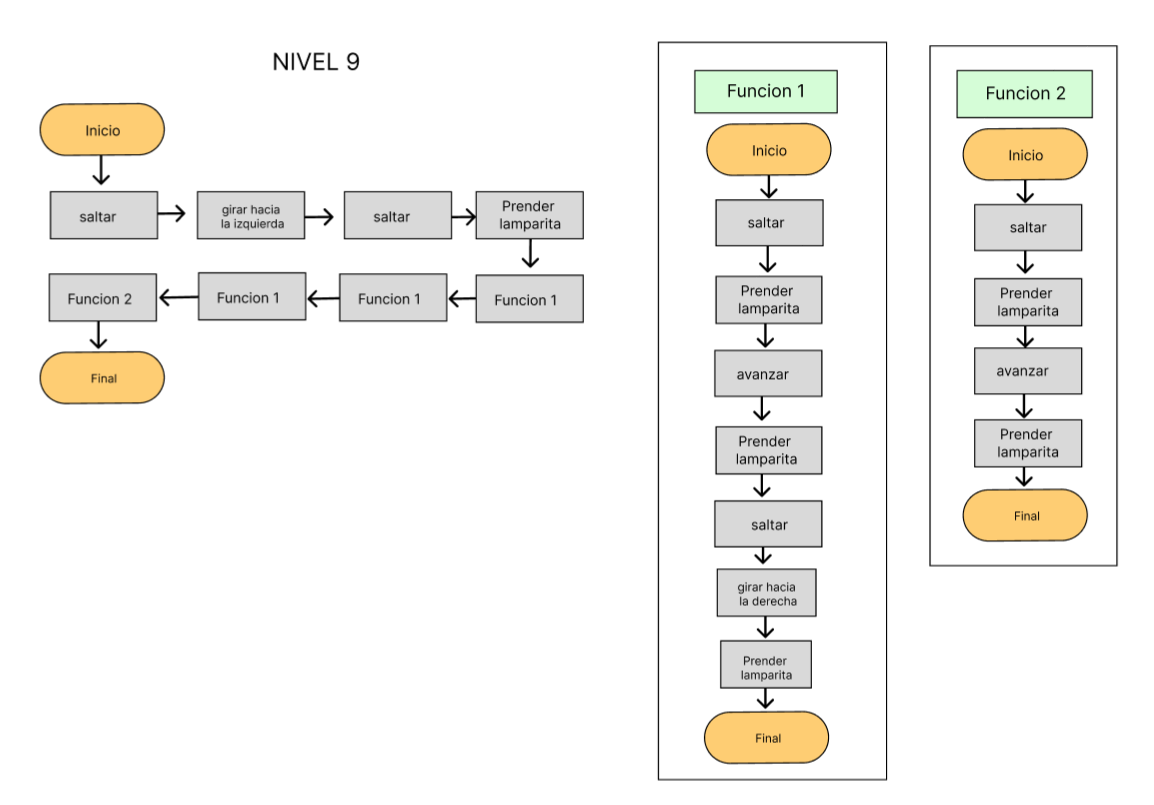 NIVEL 9
Inicio
saltar
girar hacia
la izquierda
saltar
Prender
lamparita
Funcion 1
Funcion 1
Funcion 1
Funcion 2
Final
Funcion 1
Inicio
saltar
Prender
lamparita
avanzar
Prender
lamparita
saltar
girar hacia
la derecha
Prender
lamparita
Final
Funcion 2
Inicio
saltar
Prender
lamparita
avanzar
Prender
lamparita
Final